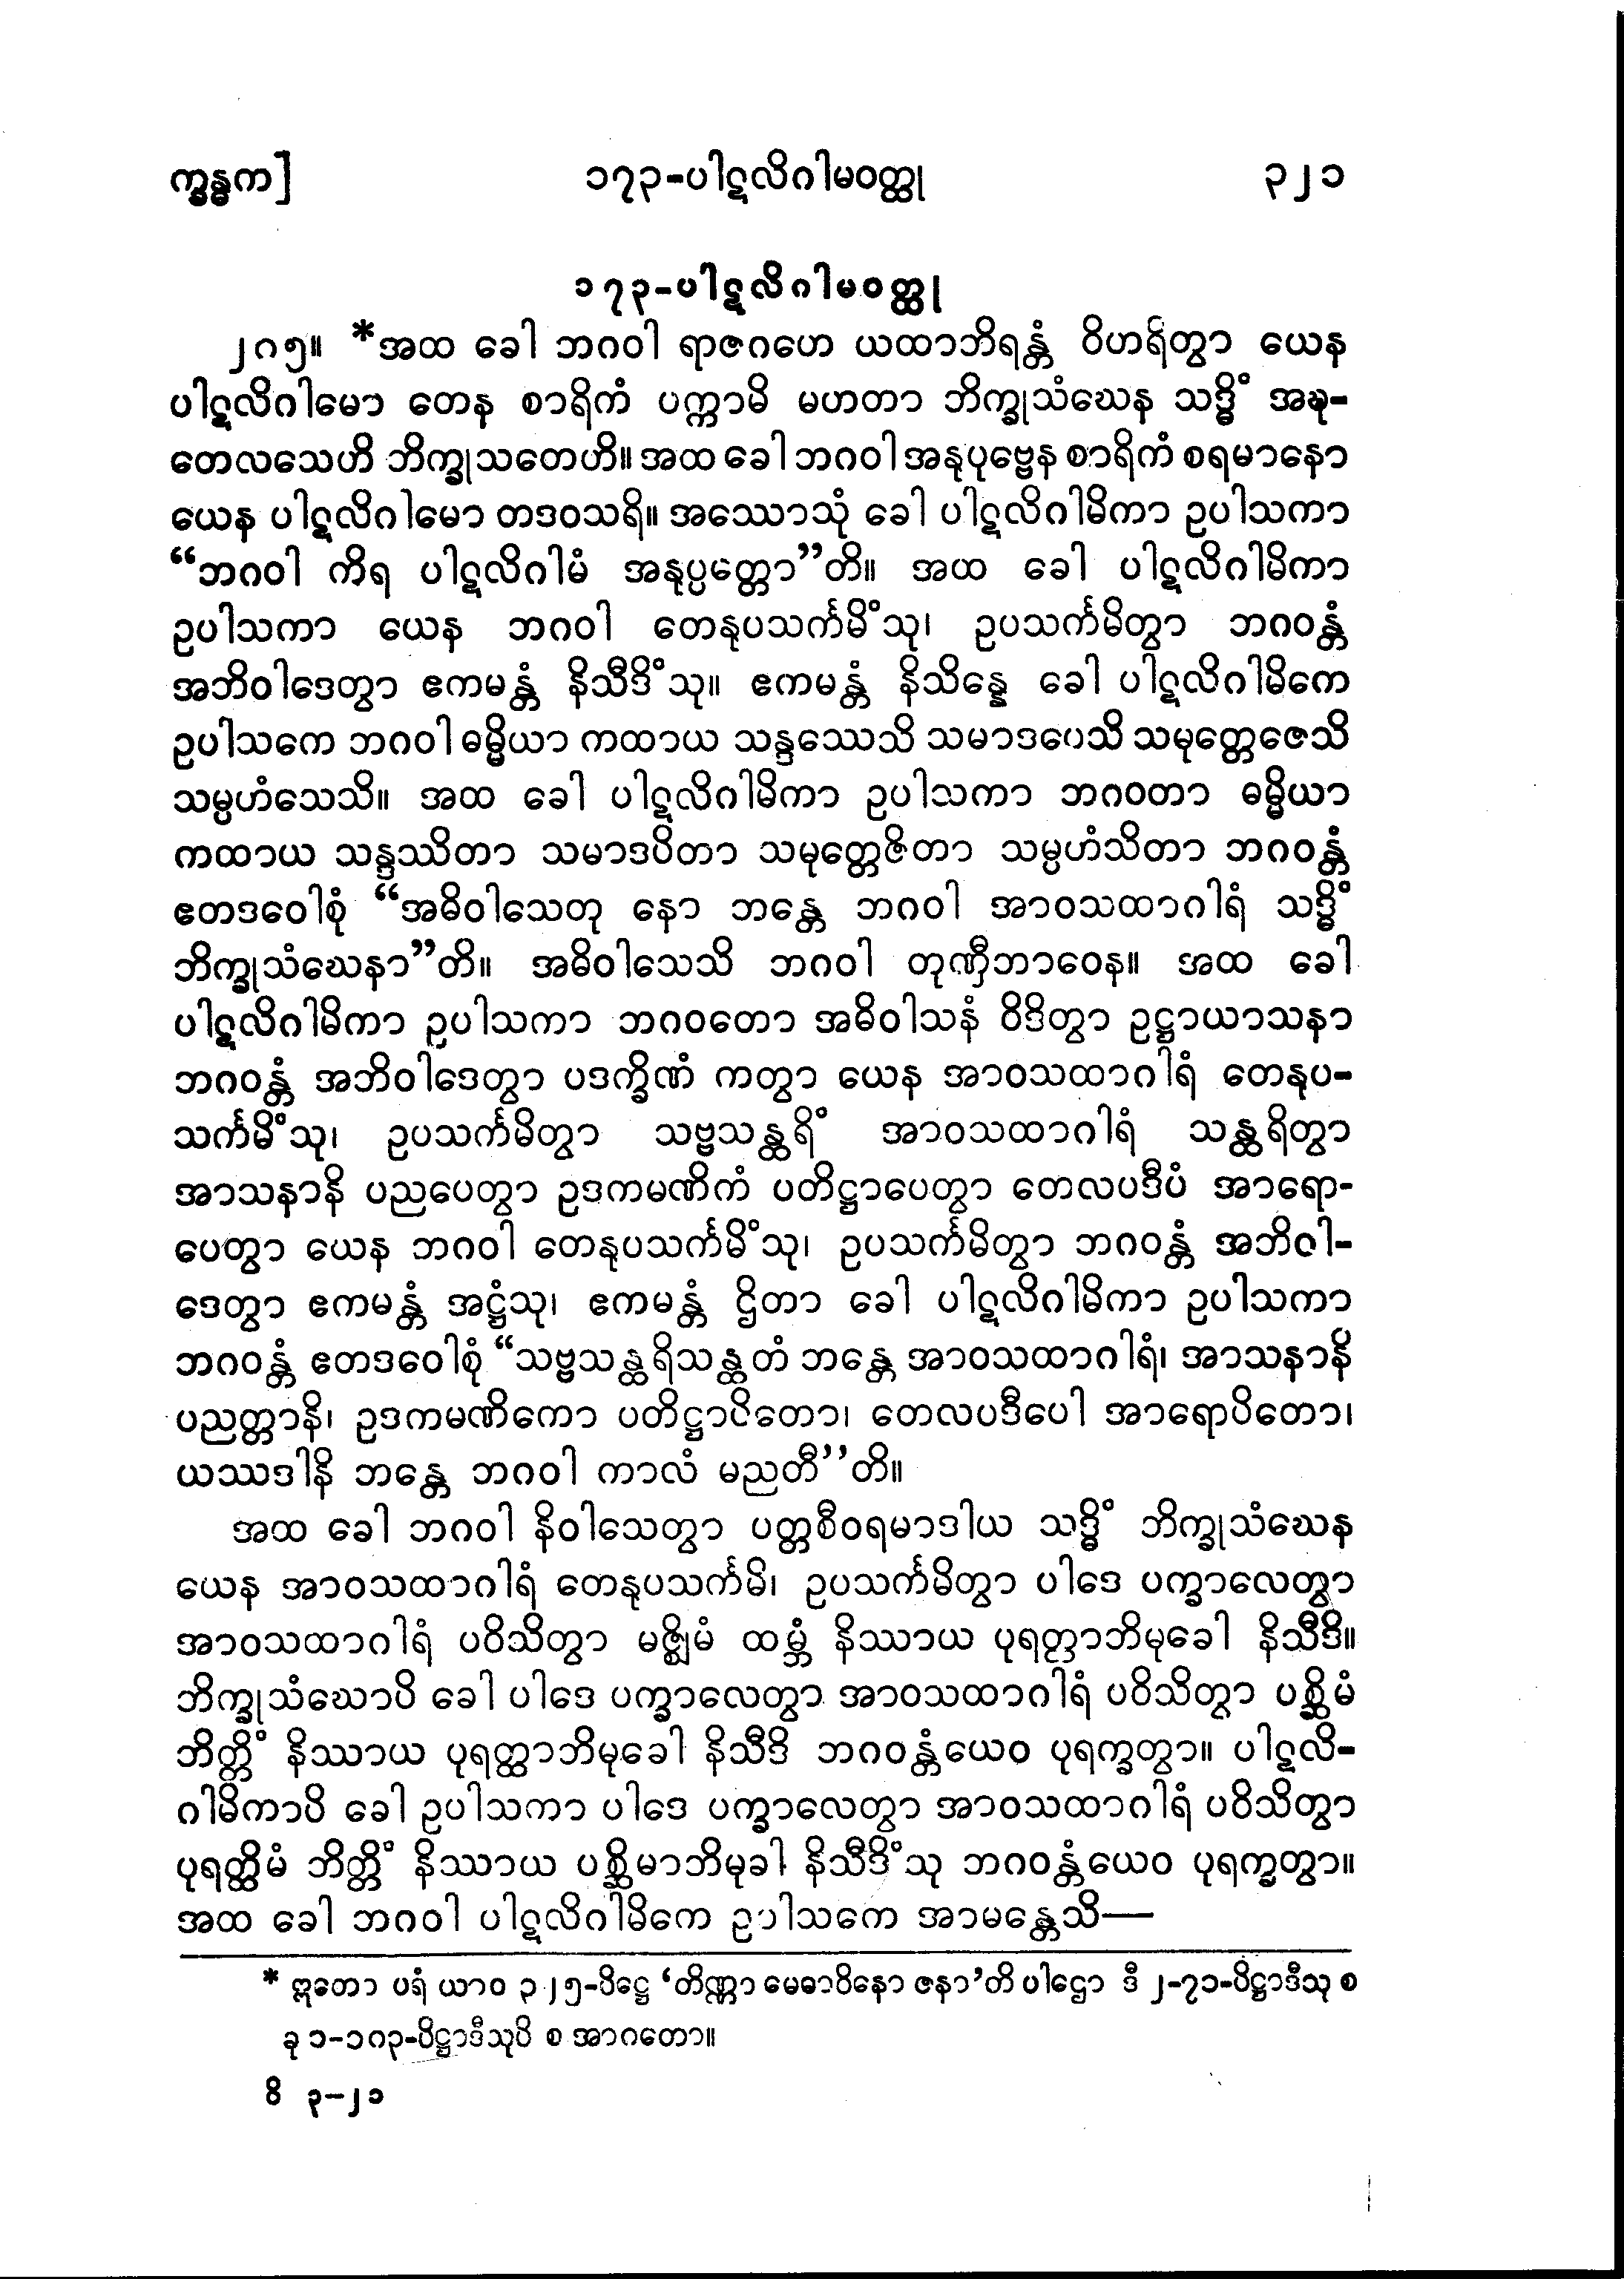 က္ခန္ဓက] ၁၇၃-ပါဋလိဂါမဝတ္ထု ၃၂၁
၁၇၃-ပါဋလိဂါမဝတ္ထု
၂၈၅။ *အထ ခေါ ဘဂဝါ ရာဇဂဟေ ယထာဘိရန္တံ ဝိဟရိတွာ ယေန
ပါဋလိဂါမော တေန စာရိကံ ပက္ကာမိ မဟတာ ဘိက္ခုသံဃေန သဒ္ဓိံ အဍ္ဎ-
တေလသေဟိ ဘိက္ခုသတေဟိ။ အထ ခေါ ဘဂဝါ အနုပုဗ္ဗေန စာရိကံ စရမာနော
ယေန ပါဋလိဂါမော တဒဝသရိ။ အဿောသုံ ခေါ ပါဋလိဂါမိကာ ဥပါသကာ
“ဘဂဝါ ကိရ ပါဋလိဂါမံ အနုပ္ပတ္တော”တိ။ အထ ခေါ ပါဋလိဂါမိကာ
ဥပါသကာ ယေန ဘဂဝါ တေနုပသင်္ကမိံသု၊ ဥပသင်္ကမိတွာ ဘဂဝန္တံ
အဘိဝါဒေတွာ ဧကမန္တံ နိသီဒိံသု။ ဧကမန္တံ နိသိန္နေ ခေါ ပါဋလိဂါမိကေ
ဥပါသကေ ဘဂဝါ ဓမ္မိယာ ကထာယ သန္ဒဿေသိ သမာဒပေသိ သမုတ္တေဇေသိ
သမ္ပဟံသေသိ။ အထ ခေါ ပါဋလိဂါမိကာ ဥပါသကာ ဘဂဝတာ ဓမ္မိယာ
ကထာယ သန္ဒဿိတာ သမာဒပိတာ သမုတ္တေဇိတာ သမ္ပဟံသိတာ ဘဂဝန္တံ
ဧတဒဝေါစုံ “အဓိဝါသေတု နော ဘန္တေ ဘဂဝါ အာဝသထာဂါရံ သဒ္ဓိံ
ဘိက္ခုသံဃေနာ”တိ။ အဓိဝါသေသိ ဘဂဝါ တုဏှီဘာဝေန။ အထ ခေါ
ပါဋလိဂါမိကာ ဥပါသကာ ဘဂဝတော အဓိဝါသနံ ဝိဒိတွာ ဥဋ္ဌာယာသနာ
ဘဂဝန္တံ အဘိဝါဒေတွာ ပဒက္ခိဏံ ကတွာ ယေန အာဝသထာဂါရံ တေနုပ-
သင်္ကမိံသု၊ ဥပသင်္ကမိတွာ သဗ္ဗသန္ထရိံ အာဝသထာဂါရံ သန္ထရိတွာ
အာသနာနိ ပညပေတွာ ဥဒကမဏိကံ ပတိဋ္ဌာပေတွာ တေလပဒီပံ အာရော-
ပေတွာ ယေန ဘဂဝါ တေနုပသင်္ကမိံသု၊ ဥပသင်္ကမိတွာ ဘဂဝန္တံ အဘိဝါ-
ဒေတွာ ဧကမန္တံ အဋ္ဌံသု၊ ဧကမန္တံ ဌိတာ ခေါ ပါဋလိဂါမိကာ ဥပါသကာ
ဘဂဝန္တံ ဧတဒဝေါစုံ “သဗ္ဗသန္ထရိသန္ထတံ ဘန္တေ အာဝသထာဂါရံ၊ အာသနာနိ
ပညတ္တာနိ၊ ဥဒကမဏိကော ပတိဋ္ဌာပိတော၊ တေလပဒီပေါ အာရောပိတော၊
ယဿဒါနိ ဘန္တေ ဘဂဝါ ကာလံ မညတီ”တိ။
အထ ခေါ ဘဂဝါ နိဝါသေတွာ ပတ္တစီဝရမာဒါယ သဒ္ဓိံ ဘိက္ခုသံဃေန
ယေန အာဝသထာဂါရံ တေနုပသင်္ကမိ၊ ဥပသင်္ကမိတွာ ပါဒေ ပက္ခာလေတွာ
အာဝသထာဂါရံ ပဝိသိတွာ မဇ္ဈိမံ ထမ္ဘံ နိဿာယ ပုရတ္ထာဘိမုခေါ နိသီဒိ။
ဘိက္ခုသံဃောပိ ခေါ ပါဒေ ပက္ခာလေတွာ အာဝသထာဂါရံ ပဝိသိတွာ ပစ္ဆိမံ
ဘိတ္တိံ နိဿာယ ပုရတ္ထာဘိမုခေါ နိသီဒိ ဘဂဝန္တံယေဝ ပုရက္ခတွာ။ ပါဋလိ-
ဂါမိကာပိ ခေါ ဥပါသကာ ပါဒေ ပက္ခာလေတွာ အာဝသထာဂါရံ ပဝိသိတွာ
ပုရတ္ထိမံ ဘိတ္တိံ နိဿာယ ပစ္ဆိမာဘိမုခါ နိသီဒိံသု ဘဂဝန္တံယေဝ ပုရက္ခတွာ။
အထ ခေါ ဘဂဝါ ပါဋလိဂါမိကေ ဥပါသကေ အာမန္တေသိ—
* ဣတော ပရံ ယာဝ ၃၂၅-ပိဋ္ဌေ ‘တိဏ္ဏာ မေဓာဝိနော ဇနာ’တိ ပါဌော ဒီ ၂-၇၁-ပိဋ္ဌာဒီသု စ
ခု ၁-၁၈၃-ပိဋ္ဌာဒီသုပိ စ အာဂတော။
ဝိ ၃-၂၁